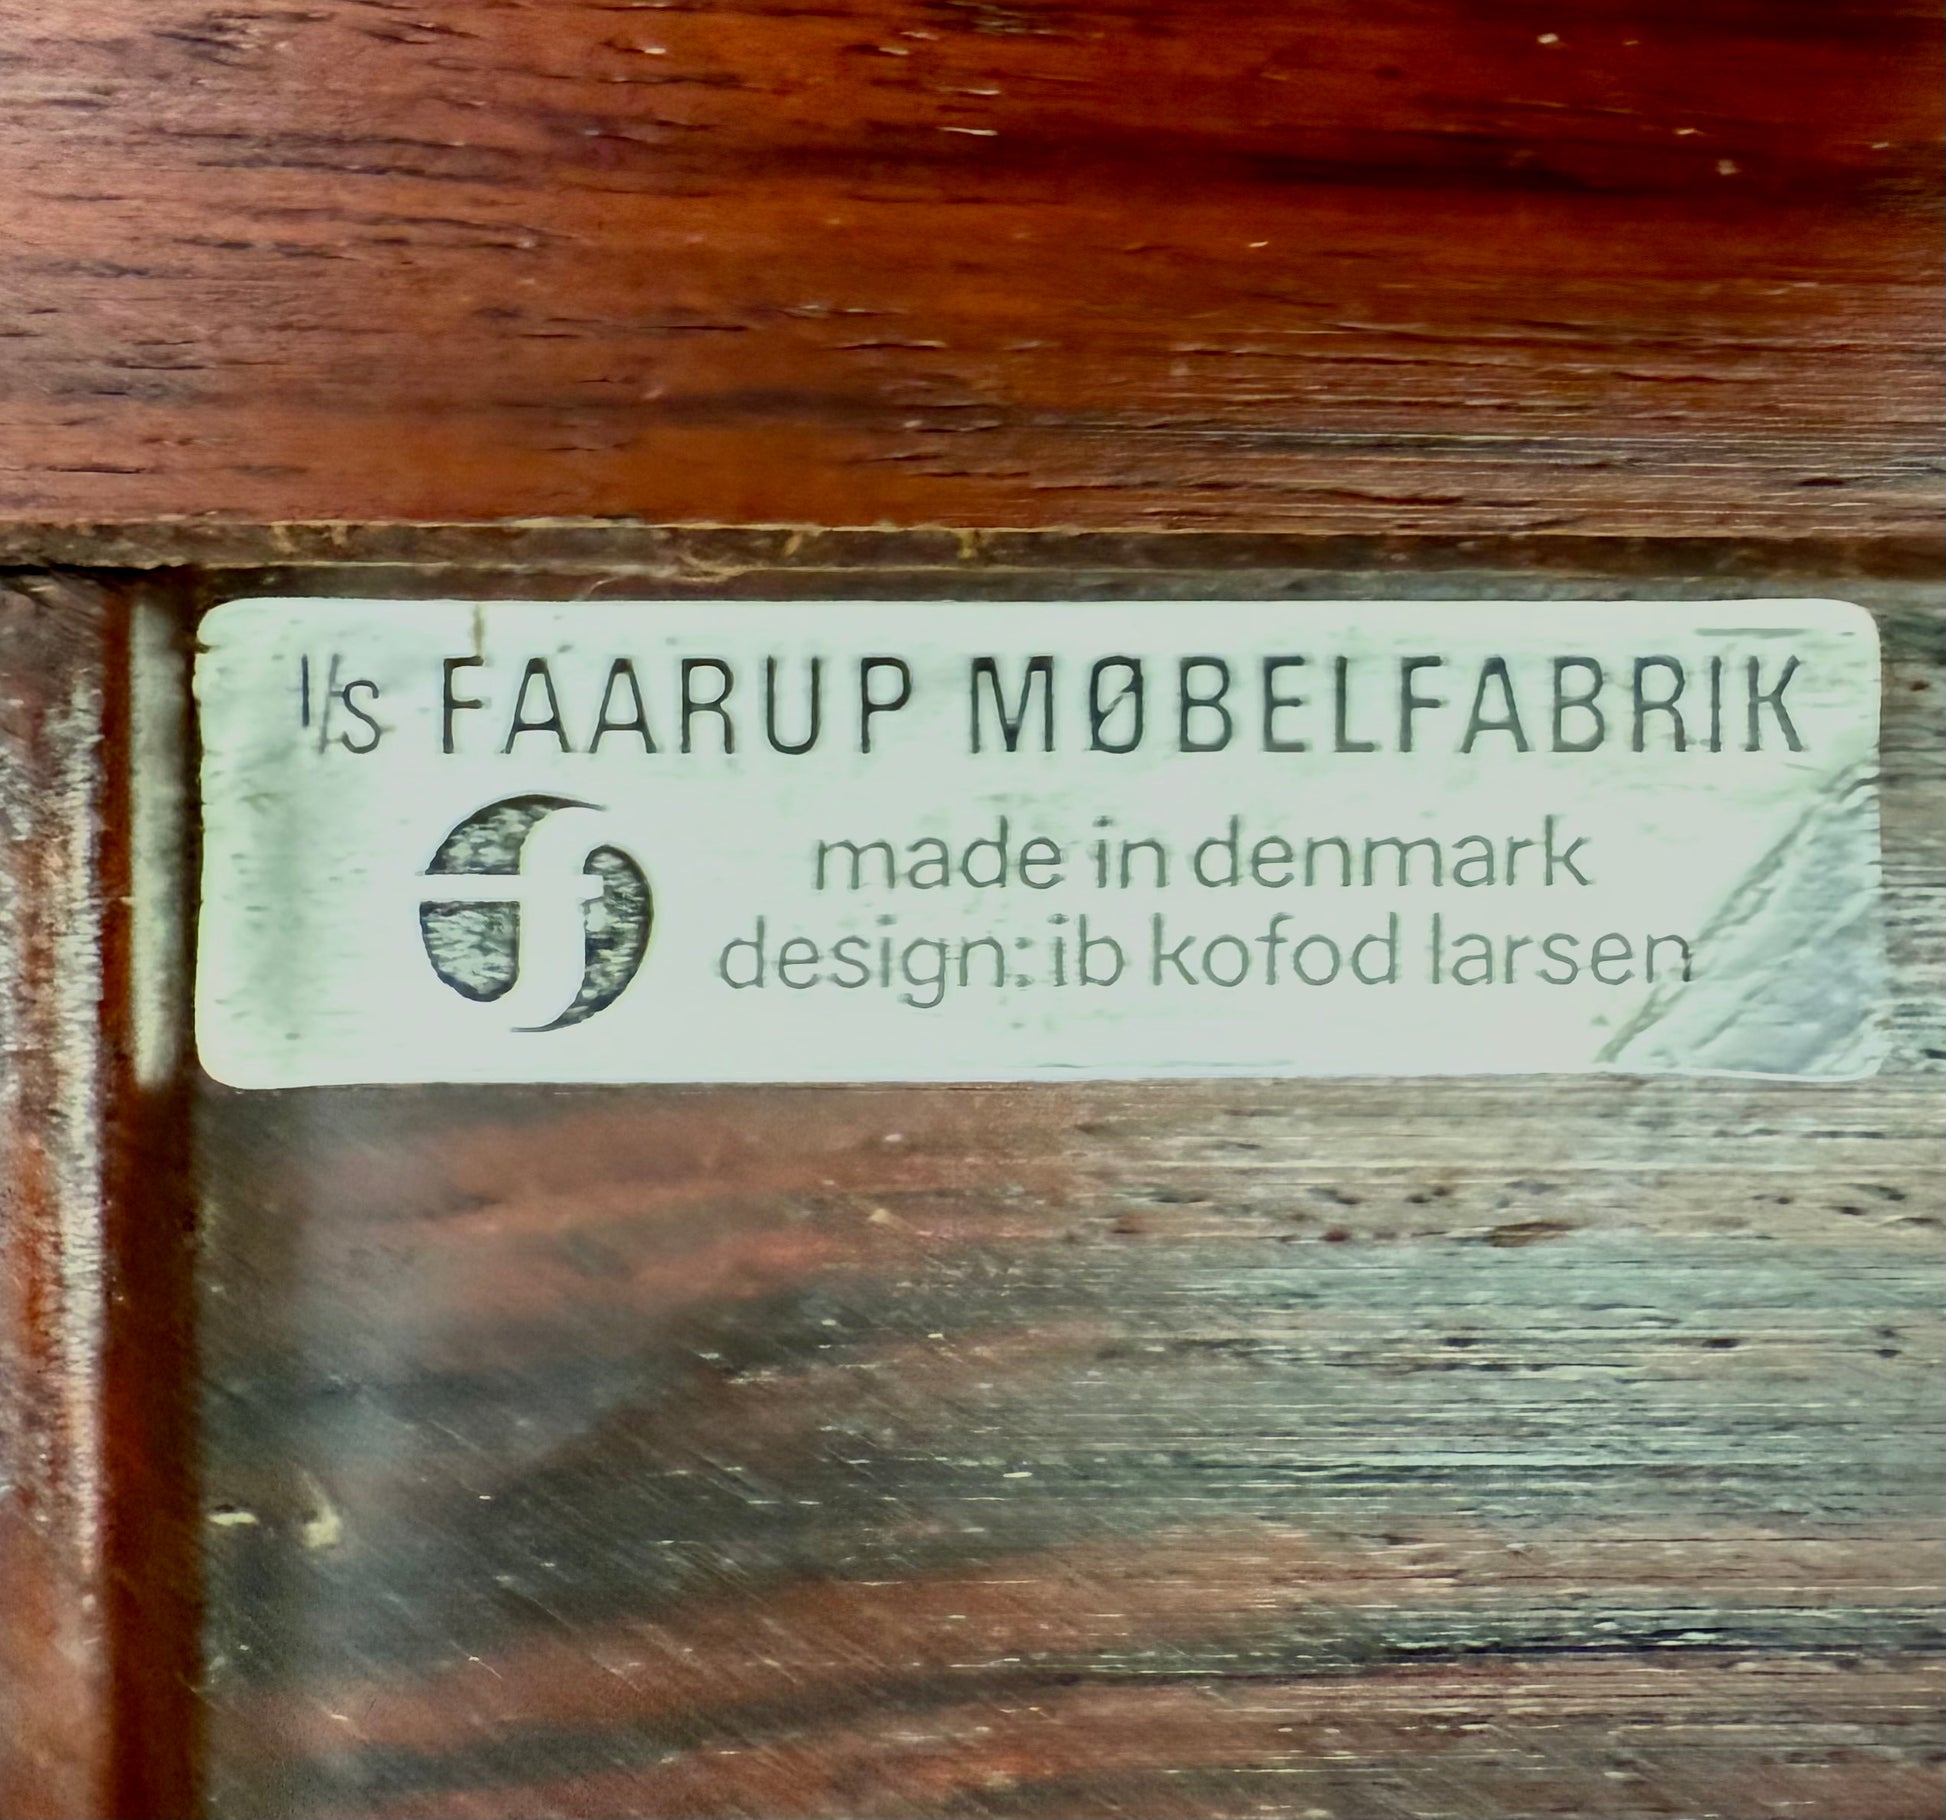 I/S FAARUP MØBELFABRIK
f
made in denmark
design: ib kofod larsen